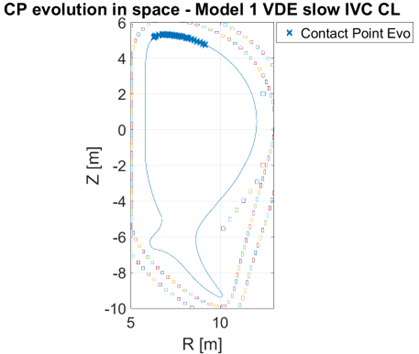 CP evolution in space - Model 1 VDE slow IVC CL
Contact Point Evo
6
4
2
0
-2
-4
-6
-8
-10
Z [m]
5
10
R [m]